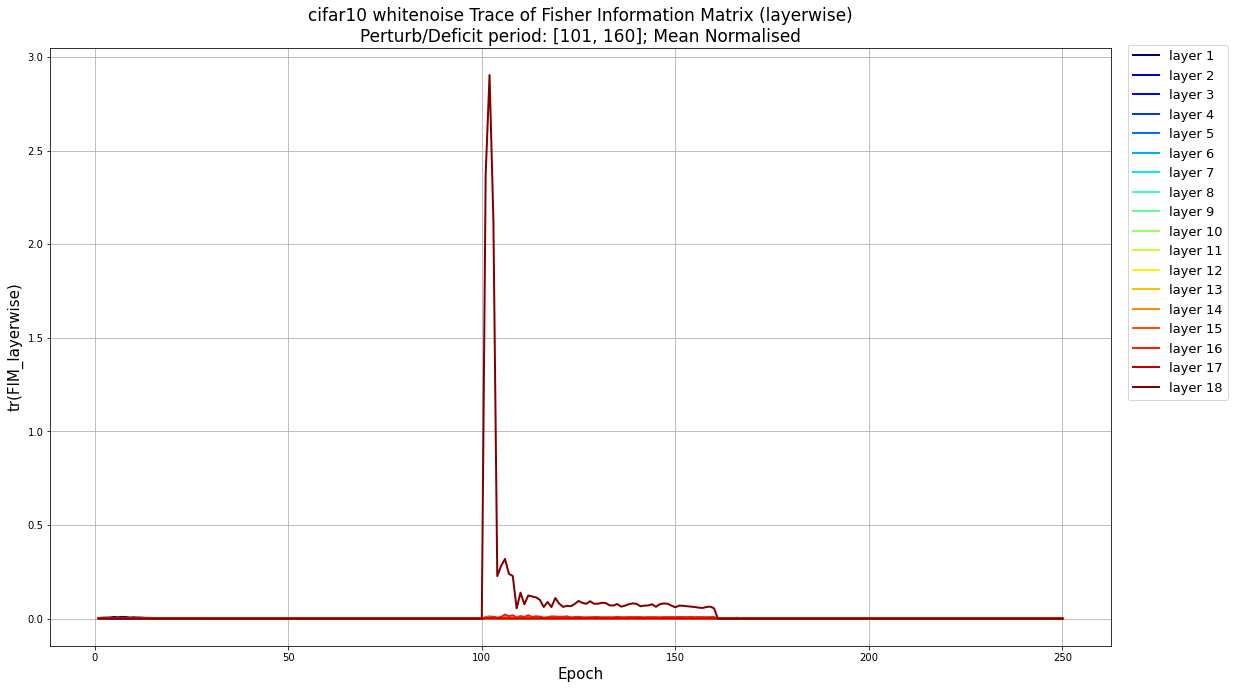 cifar10 whitenoise Trace of Fisher Information Matrix (layerwise)
Perturb/Deficit period: [101, 160]; Mean Normalised
3.0
2.5
2.0
1.5
1.0
0.5
0.0
tr(FIM_layerwise)
0
50
100
150
200
250
Epoch
layer 1
layer 2
layer 3
layer 4
layer 5
layer 6
layer 7
layer 8
layer 9
layer 10
layer 11
layer 12
layer 13
layer 14
layer 15
layer 16
layer 17
layer 18